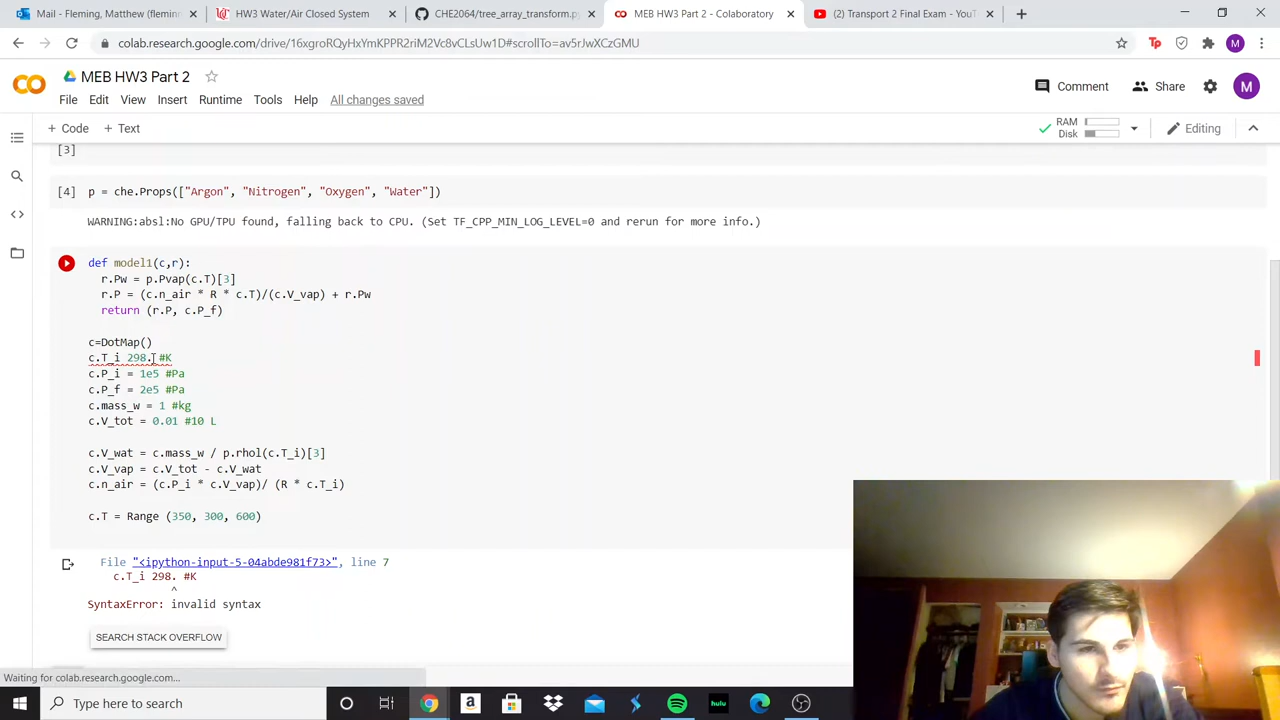 Mail - Fleming, Matthew (flemin
HW3 Water/Air Closed System
CHE2064/tree_array_transform.py
MEB HW3 Part 2 - Colaboratory
(2) Transport 2 Final Exam - YouT
colab.research.google.com/drive/16xgroRQyHxYmKPPR2riM2Vc8vCLsUw1D#scrollTo=av5rJwXCzGMU
Tp
M
MEB HW3 Part 2
Comment
Share
M
File Edit View Insert Runtime Tools Help All changes saved
+ Code + Text
RAM
Disk
Editing
[3]
[4] p = che.Props(["Argon", "Nitrogen", "Oxygen", "Water"])
WARNING:absl:No GPU/TPU found, falling back to CPU. (Set TF_CPP_MIN_LOG_LEVEL=0 and rerun for more info.)
def model1(c,r):
r.Pw = p.Pvap(c.T)[3]
r.P = (c.n_air * R * c.T)/(c.V_vap) + r.Pw
return (r.P, c.P_f)
c=DotMap()
c.T_i 298. #K
c.P_i = 1e5 #Pa
c.P_f = 2e5 #Pa
c.mass_w = 1 #kg
c.V_tot = 0.01 #10 L
c.V_wat = c.mass_w / p.rhol(c.T_i)[3]
c.V_vap = c.V_tot - c.V_wat
c.n_air = (c.P_i * c.V_vap)/ (R * c.T_i)
c.T = Range (350, 300, 600)
File "<ipython-input-5-04abde981f73>", line 7
c.T_i 298. #K
^
SyntaxError: invalid syntax
SEARCH STACK OVERFLOW
Waiting for colab.research.google.com...
Type here to search
hulu